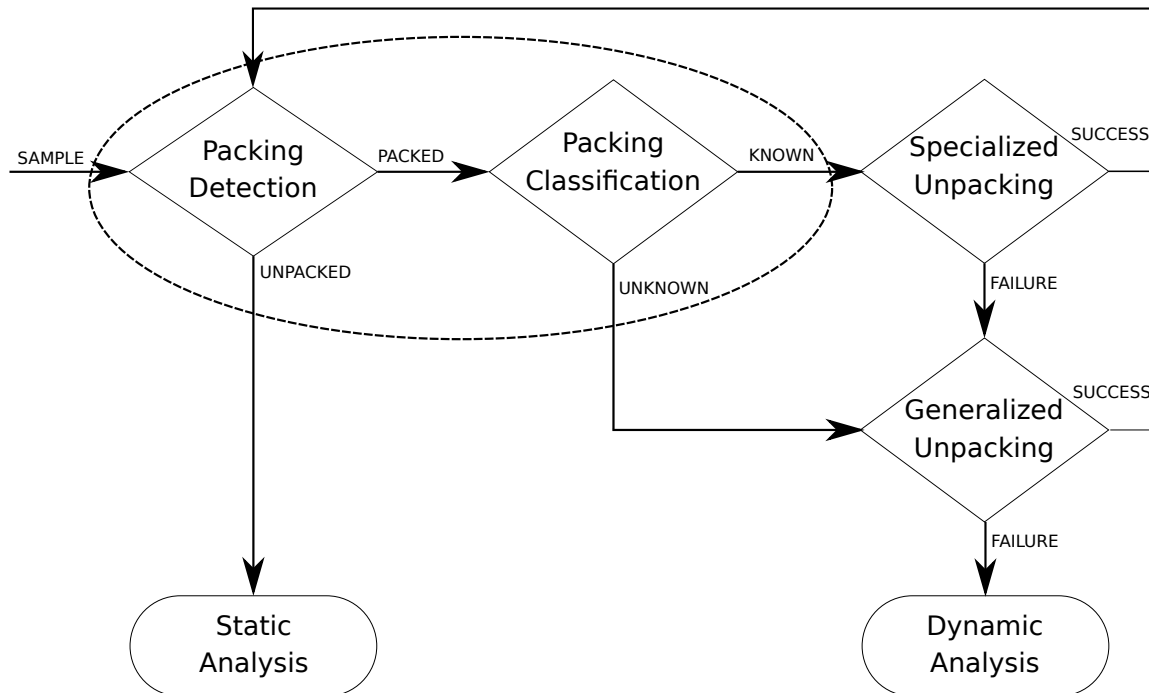 SAMPLE
Packing
Detection
PACKED
Packing
Classification
KNOWN
Specialized
Unpacking
SUCCESS
UNPACKED
UNKNOWN
FAILURE
Generalized
Unpacking
SUCCESS
FAILURE
Static
Analysis
Dynamic
Analysis